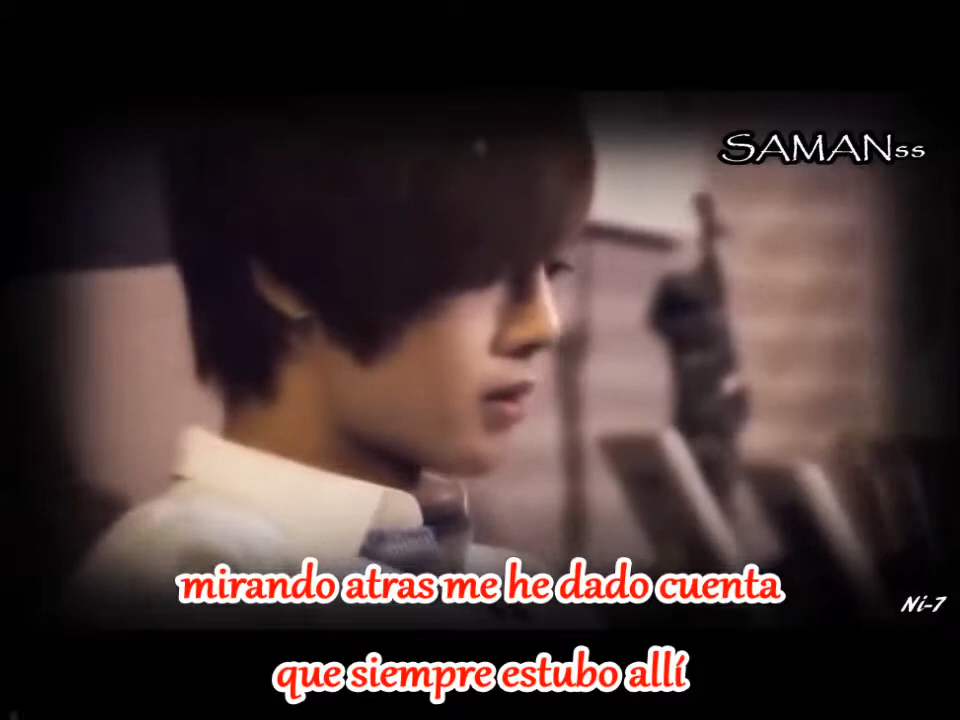 SAMANss
mirando atras me he dado cuenta
Ni-7
que siempre estubo allí